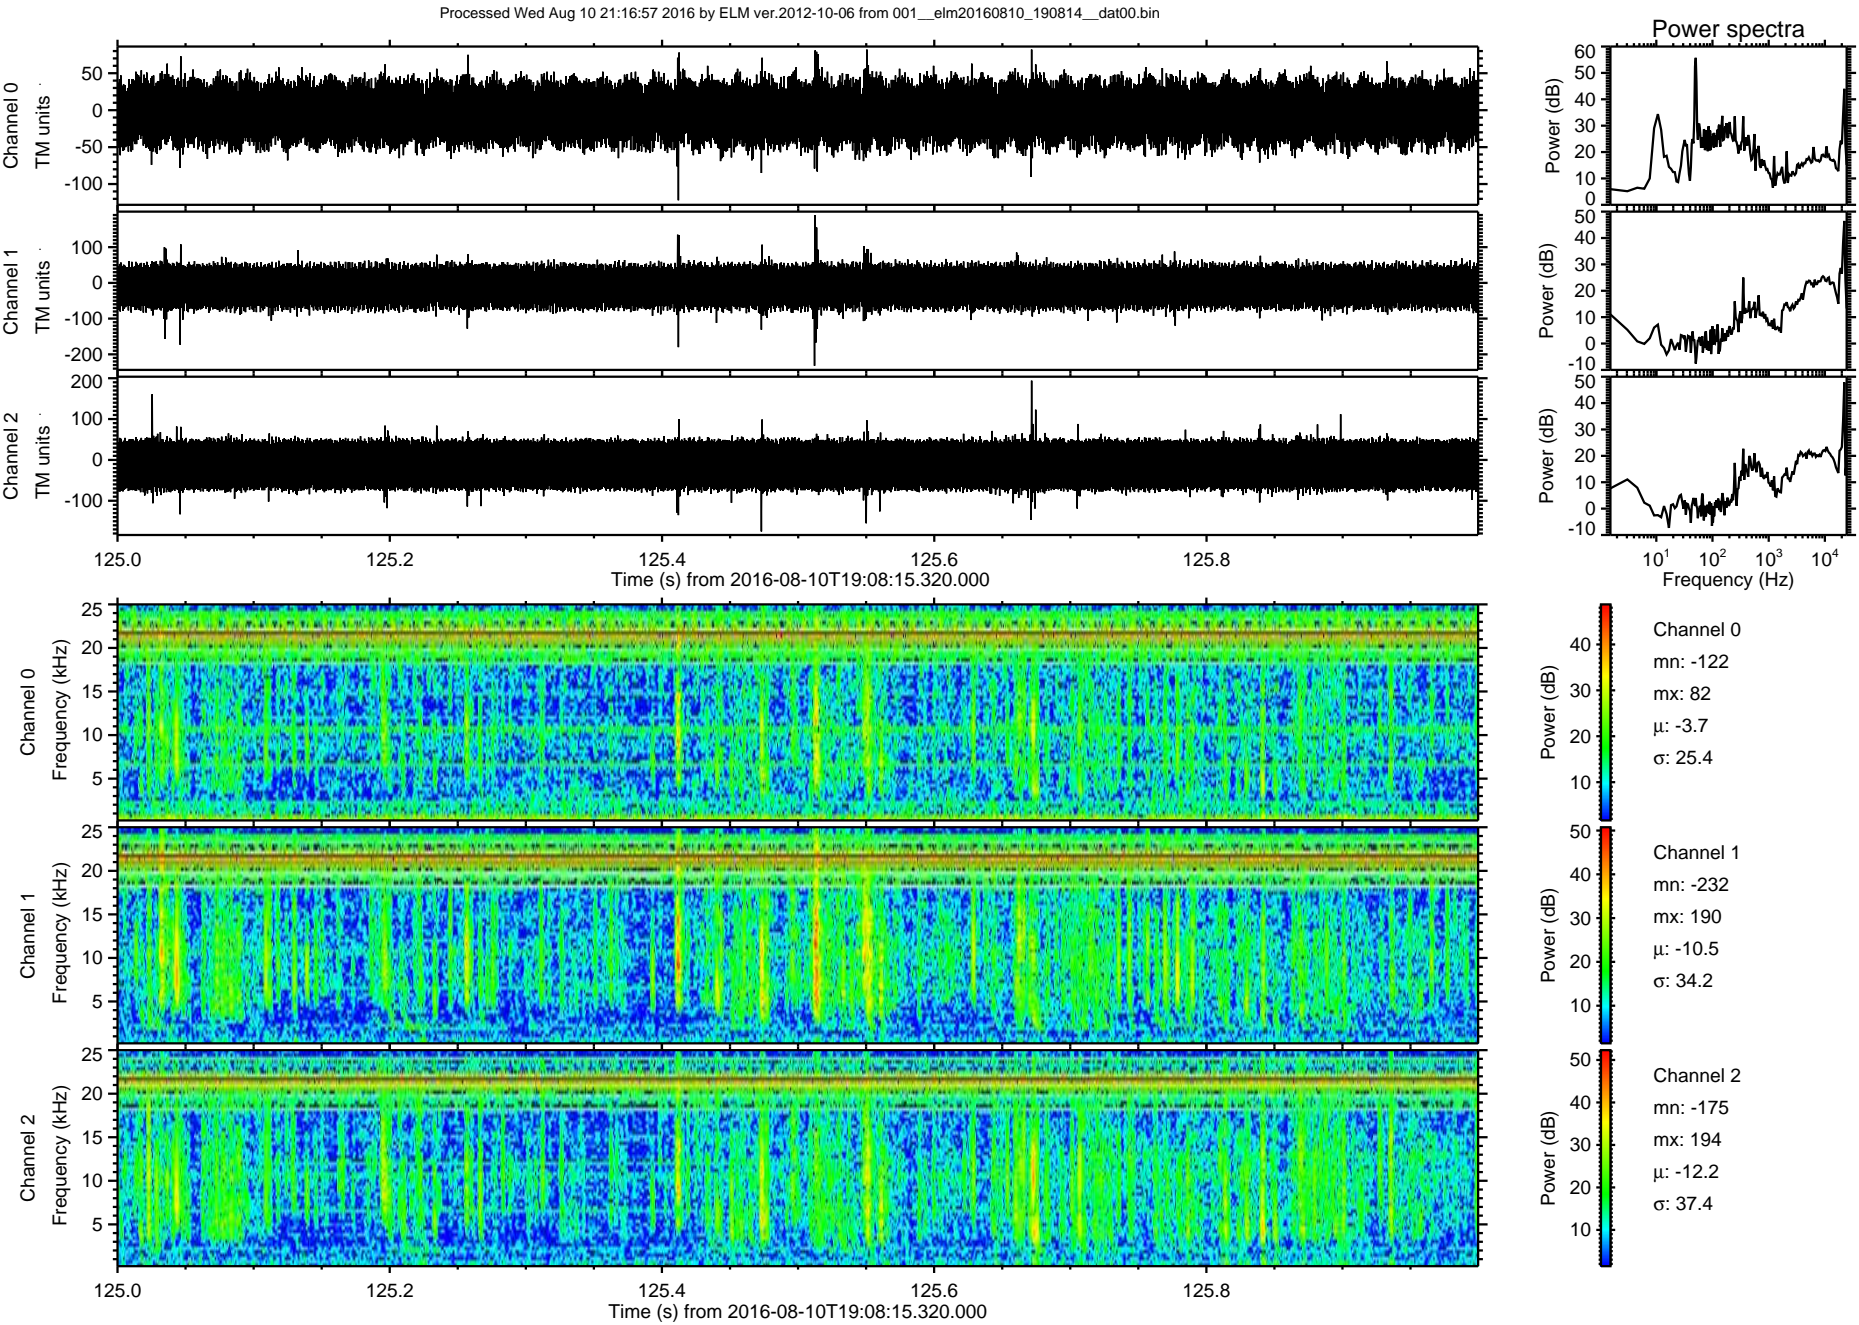 Processed Wed Aug 10 21:16:57 2016 by ELM ver.2012-10-06 from 001__elm20160810_190814__dat00.bin
Power spectra
Channel 0
TM units
50
0
-50
-100
Power (dB)
60
50
40
30
20
10
0
Channel 1
TM units
100
0
-100
-200
Power (dB)
50
40
30
20
10
0
-10
Channel 2
TM units
200
100
0
-100
Power (dB)
50
40
30
20
10
0
-10
125.0 125.2 125.4 125.6 125.8
Time (s) from 2016-08-10T19:08:15.320.000
10¹ 10² 10³ 10⁴
Frequency (Hz)
Channel 0
Frequency (kHz)
25
20
15
10
5
Power (dB)
40
30
20
10
Channel 0
mn: -122
mx: 82
μ: -3.7
σ: 25.4
Channel 1
Frequency (kHz)
25
20
15
10
5
Power (dB)
50
40
30
20
10
Channel 1
mn: -232
mx: 190
μ: -10.5
σ: 34.2
Channel 2
Frequency (kHz)
25
20
15
10
5
Power (dB)
50
40
30
20
10
Channel 2
mn: -175
mx: 194
μ: -12.2
σ: 37.4
125.0 125.2 125.4 125.6 125.8
Time (s) from 2016-08-10T19:08:15.320.000